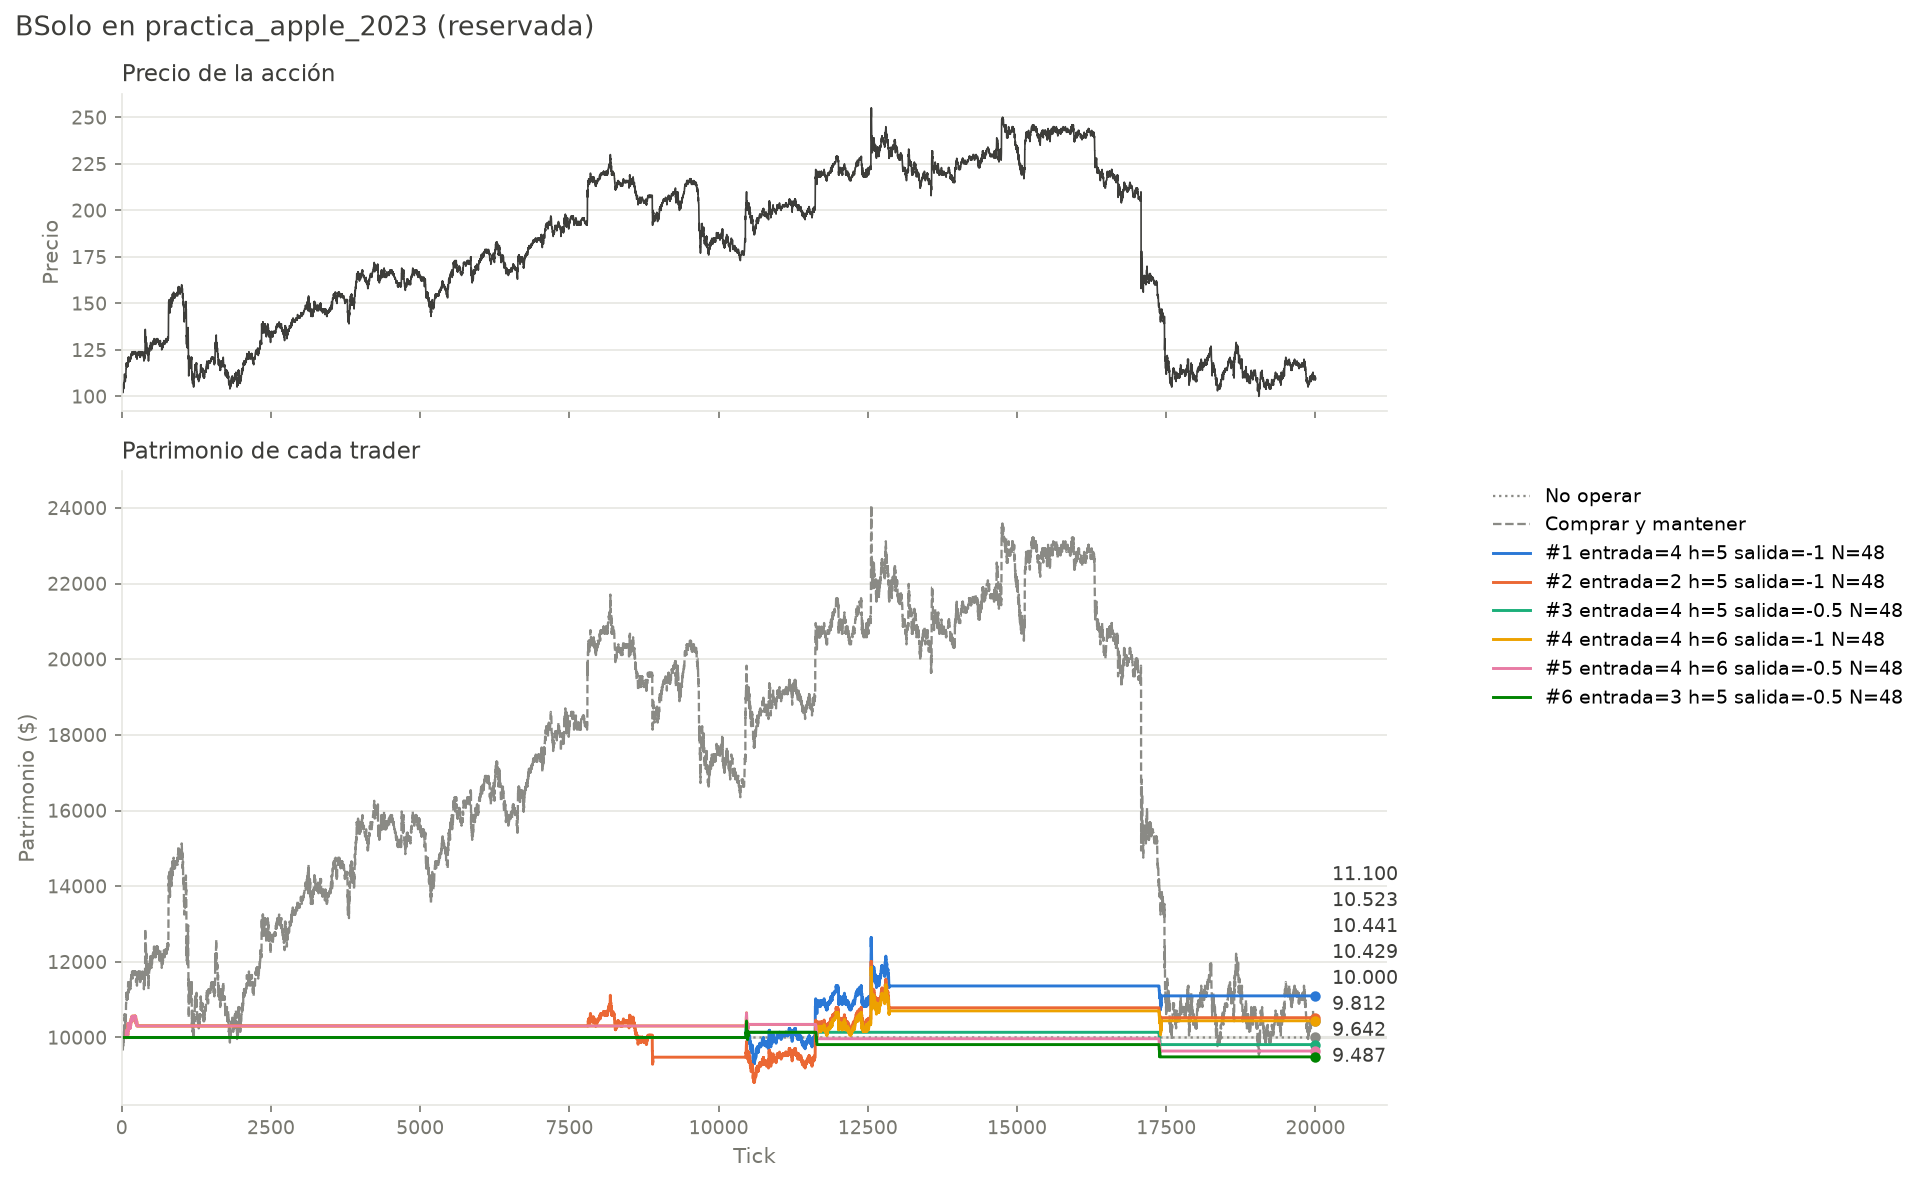 BSolo en practica_apple_2023 (reservada)
Precio de la acción
250
225
200
175
150
125
100
Precio
Patrimonio de cada trader
24000
22000
20000
18000
16000
14000
12000
10000
Patrimonio ($)
11.100
10.523
10.441
10.429
10.000
9.812
9.642
9.487
0
2500
5000
7500
10000
12500
15000
17500
20000
Tick
No operar
Comprar y mantener
#1 entrada=4 h=5 salida=-1 N=48
#2 entrada=2 h=5 salida=-1 N=48
#3 entrada=4 h=5 salida=-0.5 N=48
#4 entrada=4 h=6 salida=-1 N=48
#5 entrada=4 h=6 salida=-0.5 N=48
#6 entrada=3 h=5 salida=-0.5 N=48